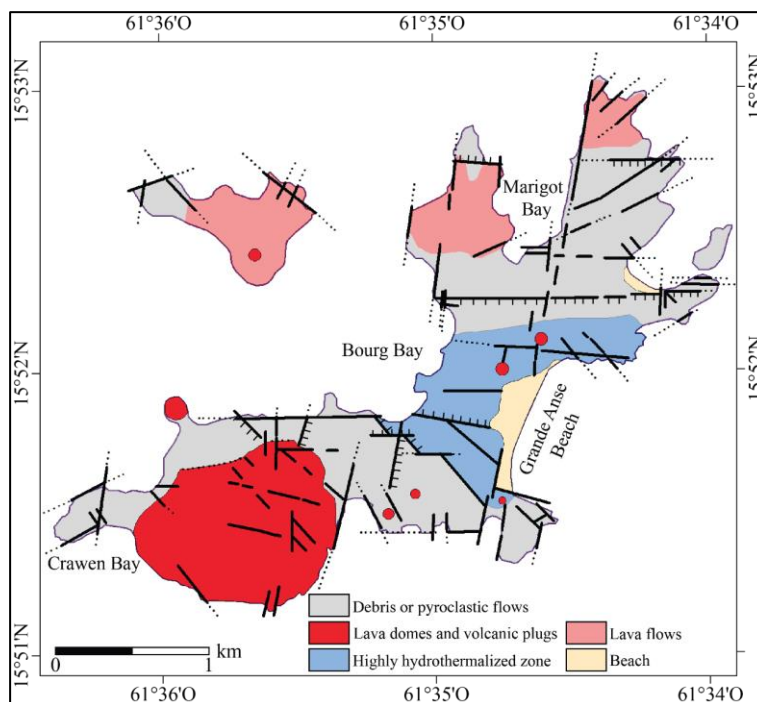 61°36'O 61°35'O 61°34'O
15°53'N 15°53'N
Marigot
Bay
Bourg Bay
15°52'N 15°52'N
Grande Anse
Beach
Crawen Bay
Debris or pyroclastic flows
Lava domes and volcanic plugs Lava flows
Highly hydrothermalized zone Beach
0 1 km
15°51'N 15°51'N
61°36'O 61°35'O 61°34'O